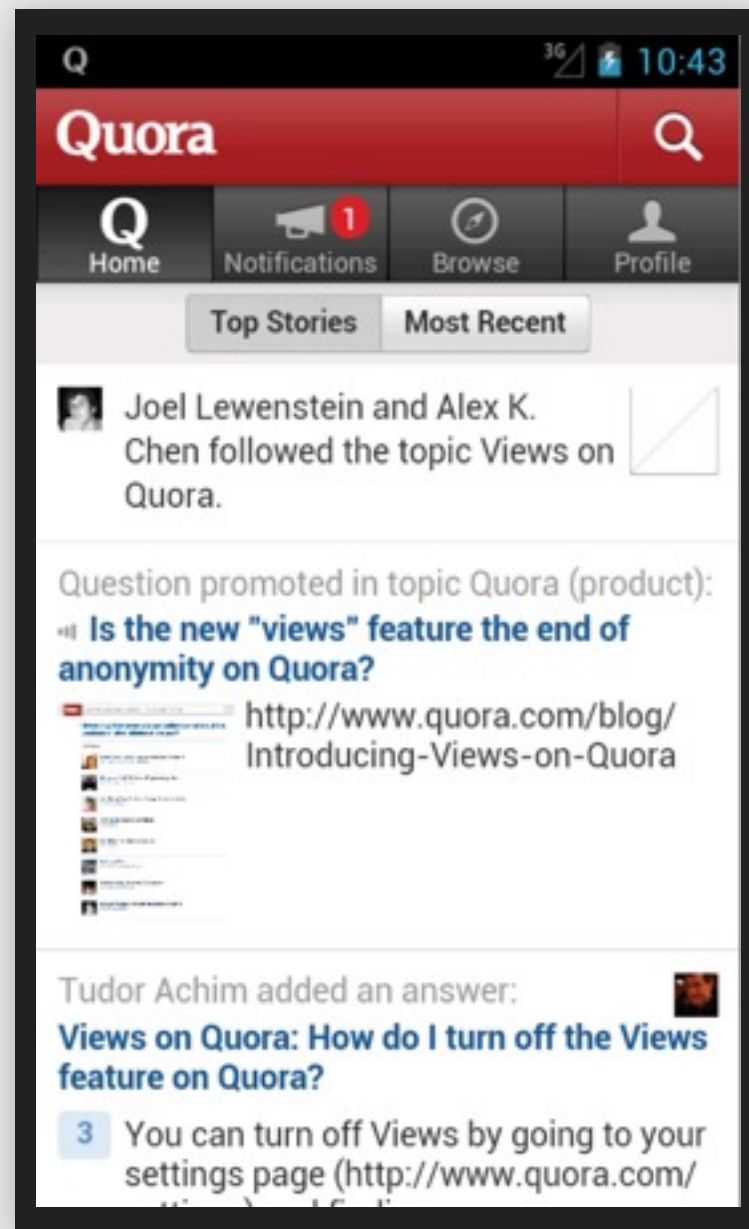 Q
3G 10:43
Quora
Q 1
Home Notifications Browse Profile
Top Stories Most Recent
Joel Lewenstein and Alex K.
Chen followed the topic Views on
Quora.
Question promoted in topic Quora (product):
Is the new "views" feature the end of
anonymity on Quora?
http://www.quora.com/blog/
Introducing-Views-on-Quora
Tudor Achim added an answer:
Views on Quora: How do I turn off the Views
feature on Quora?
3 You can turn off Views by going to your
settings page (http://www.quora.com/